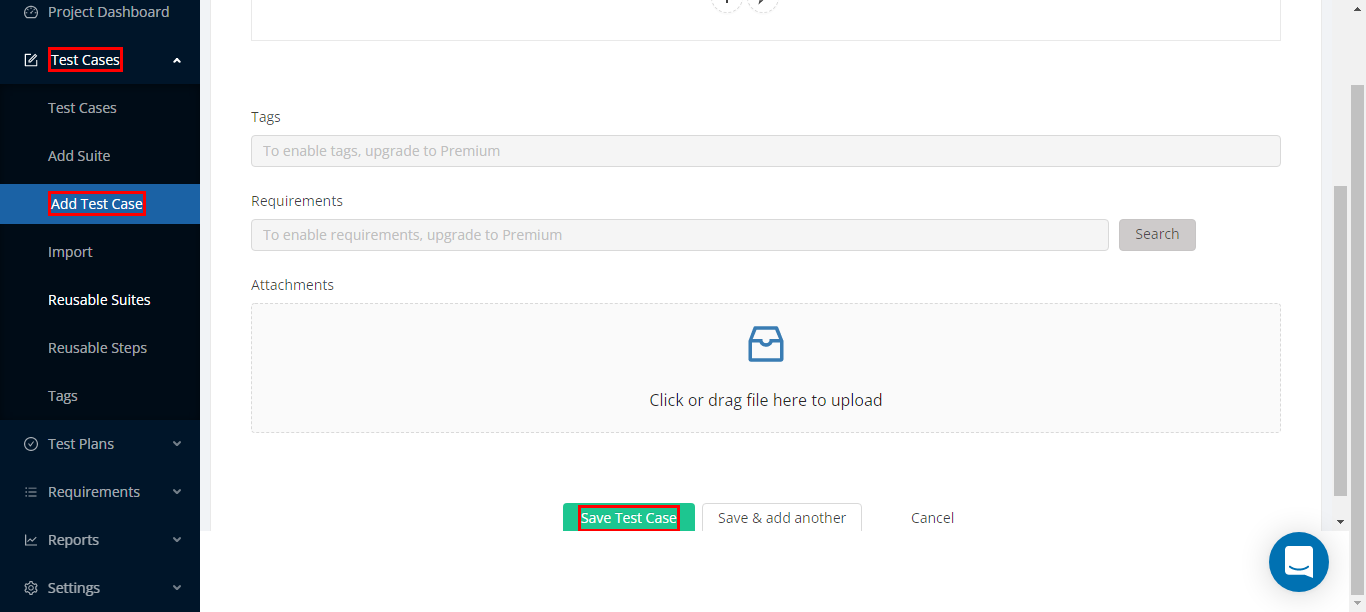 Project Dashboard
Test Cases
Test Cases
Add Suite
Add Test Case
Import
Reusable Suites
Reusable Steps
Tags
Test Plans
Requirements
Reports
Settings
Tags
To enable tags, upgrade to Premium
Requirements
To enable requirements, upgrade to Premium
Search
Attachments
Click or drag file here to upload
Save Test Case
Save & add another
Cancel